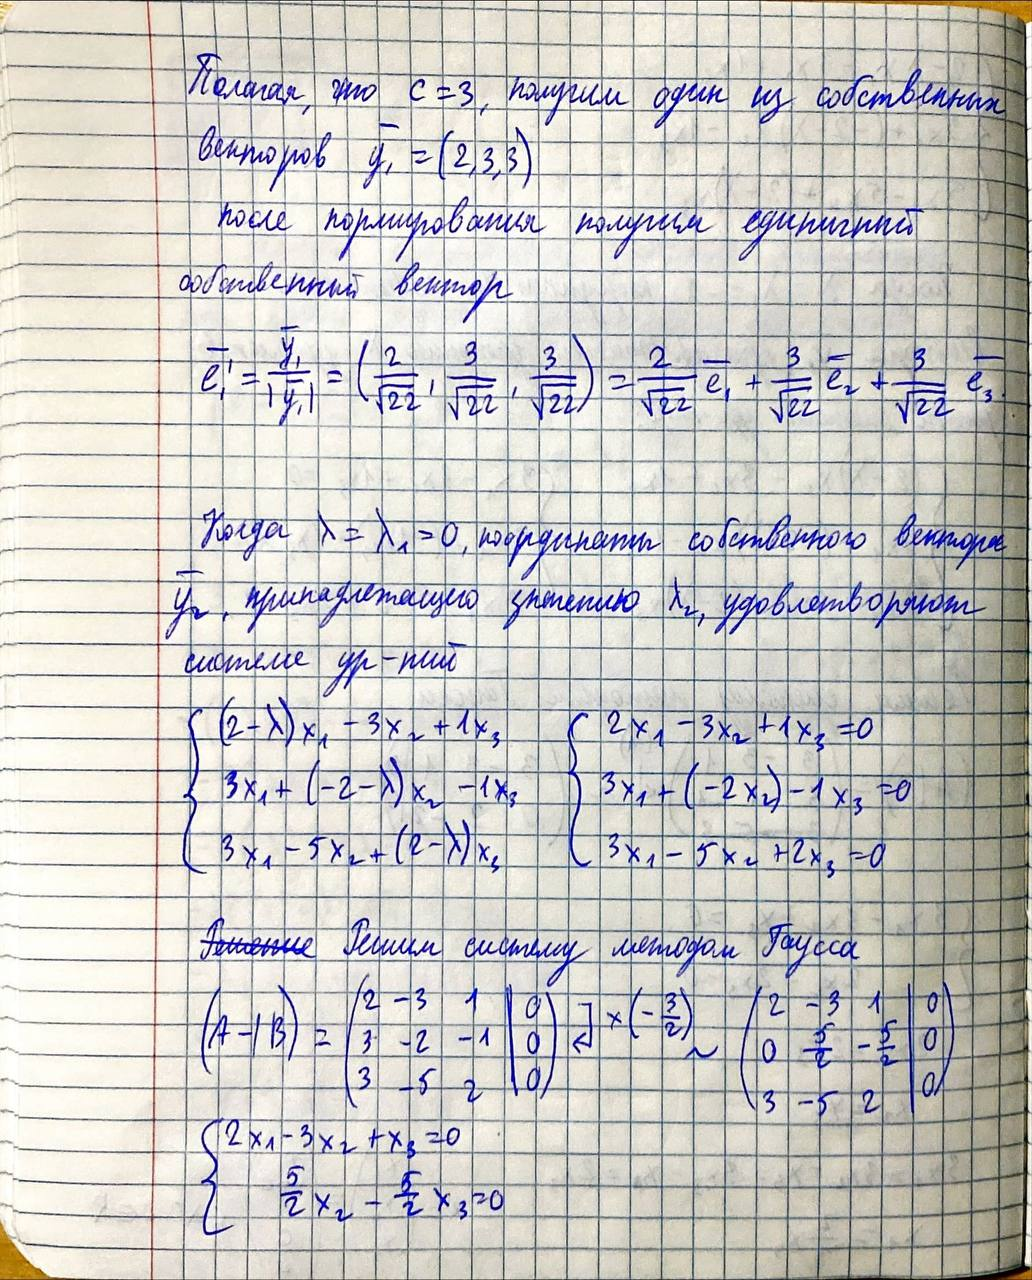 Полагая, что c = 3, получим один из собственных
векторов ȳ₁ = (2,3,3)
после нормирования получим единичный
собственный вектор
ē₁' = ȳ₁/|ȳ₁| = (2/√22, 3/√22, 3/√22) = 2/√22 ē₁ + 3/√22 ē₂ + 3/√22 ē₃.
Когда λ = λ₁ = 0, координаты собственного вектора
ȳ₂, принадлежащего значению λ₂, удовлетворяют
системе ур-ний
{ (2-λ)x₁ - 3x₂ + 1x₃ { 2x₁ - 3x₂ + 1x₃ = 0
3x₁ + (-2-λ)x₂ - 1x₃ 3x₁ + (-2x₂) - 1x₃ = 0
3x₁ - 5x₂ + (2-λ)x₃ 3x₁ - 5x₂ + 2x₃ = 0
Решение Решим систему методом Гаусса
(A-|B) = (2 -3 1 | 0) ×(-3/2) ~ (2 -3 1 | 0)
3 -2 -1 | 0 0 5/2 -5/2 | 0
3 -5 2 | 0 3 -5 2 | 0
{ 2x₁ - 3x₂ + x₃ = 0
5/2 x₂ - 5/2 x₃ = 0